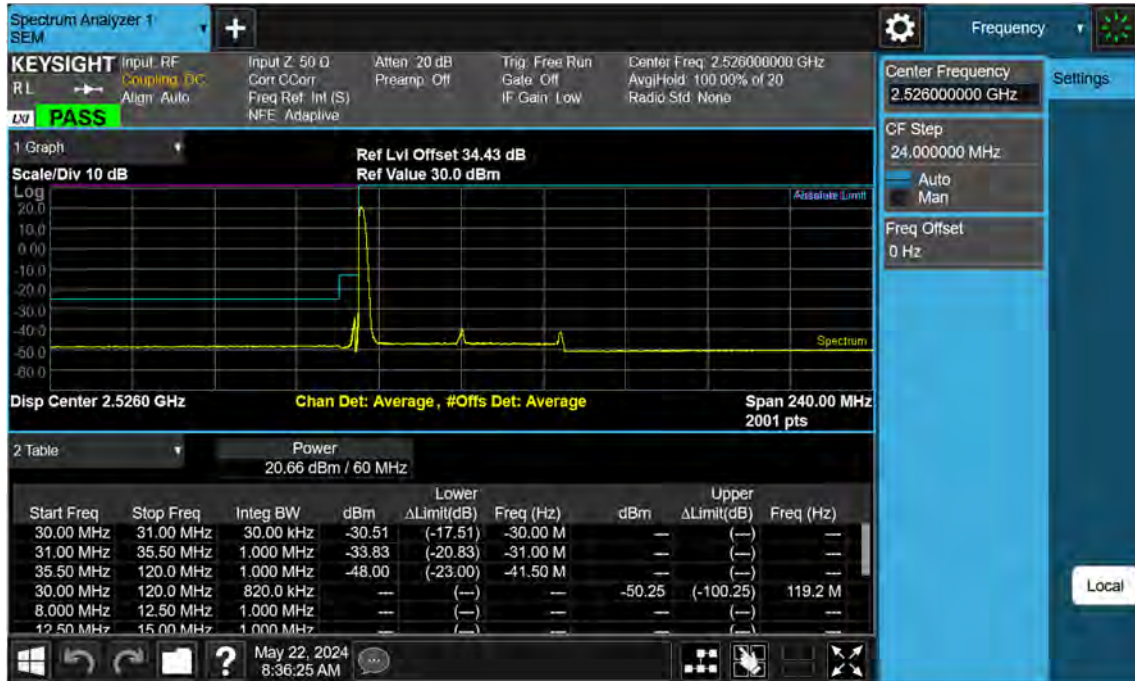 Spectrum Analyzer 1
SEM
Frequency
KEYSIGHT
R L
LXI
PASS
Input: RF
Coupling: DC
Align: Auto
Input Z: 50 Ω
Corr CCorr
Freq Ref: Int (S)
NFE: Adaptive
Atten: 20 dB
Preamp: Off
Trig: Free Run
Gate: Off
IF Gain: Low
Center Freq: 2.526000000 GHz
Avg|Hold: 100.00% of 20
Radio Std: None
Center Frequency
2.526000000 GHz
Settings
CF Step
24.000000 MHz
Auto
Man
Freq Offset
0 Hz
1 Graph
Scale/Div 10 dB
Ref Lvl Offset 34.43 dB
Ref Value 30.0 dBm
Log
20.0
10.0
0.00
-10.0
-20.0
-30.0
-40.0
-50.0
-60.0
Absolute Limit
Spectrum
Disp Center 2.5260 GHz
Chan Det: Average, #Offs Det: Average
Span 240.00 MHz
2001 pts
2 Table
Power
20.66 dBm / 60 MHz
Lower Upper
Start Freq Stop Freq Integ BW dBm ΔLimit(dB) Freq (Hz) dBm ΔLimit(dB) Freq (Hz)
30.00 MHz 31.00 MHz 30.00 kHz -30.51 (-17.51) -30.00 M --- (---) ---
31.00 MHz 35.50 MHz 1.000 MHz -33.83 (-20.83) -31.00 M --- (---) ---
35.50 MHz 120.0 MHz 1.000 MHz -48.00 (-23.00) -41.50 M --- (---) ---
30.00 MHz 120.0 MHz 820.0 kHz --- (---) --- -50.25 (-100.25) 119.2 M
8.000 MHz 12.50 MHz 1.000 MHz --- (---) --- --- (---) ---
12.50 MHz 15.00 MHz 1.000 MHz --- (---) --- --- (---) ---
Local
?
May 22, 2024
8:36:25 AM